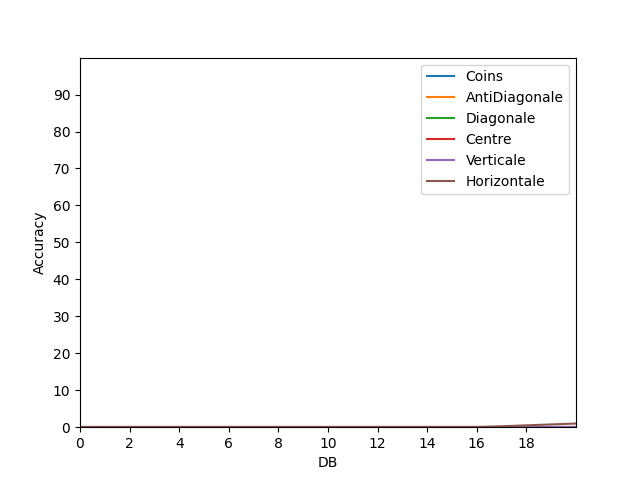 Coins
AntiDiagonale
Diagonale
Centre
Verticale
Horizontale
90
80
70
60
50
40
30
20
10
0
Accuracy
0 2 4 6 8 10 12 14 16 18
DB